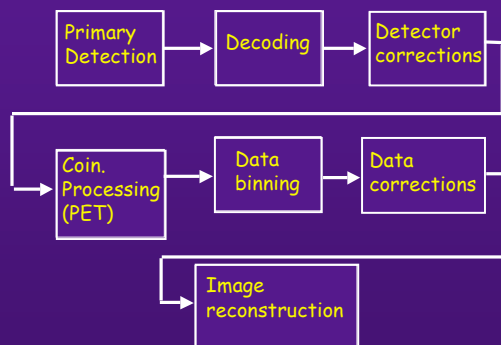 Primary
Detection
Decoding
Detector
corrections
Coin.
Processing
(PET)
Data
binning
Data
corrections
Image
reconstruction